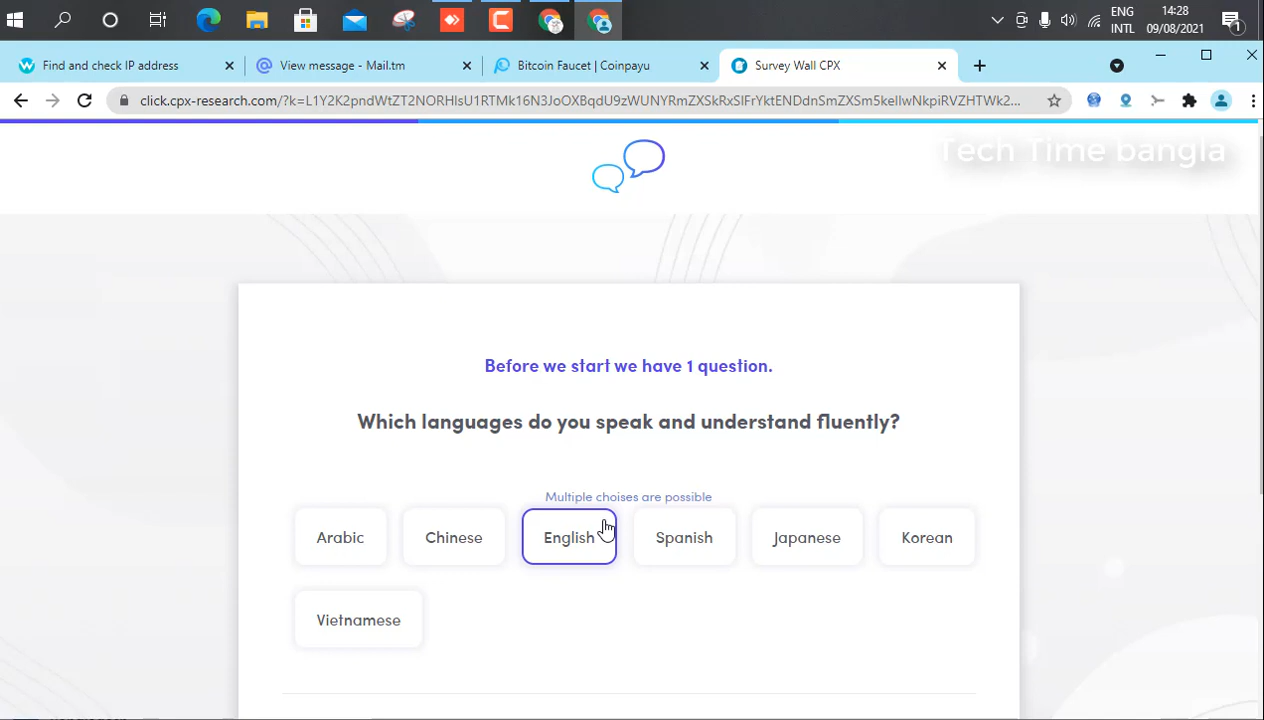 ENG
INTL
14:28
09/08/2021
1
Find and check IP address
View message - Mail.tm
Bitcoin Faucet | Coinpayu
Survey Wall CPX
Tech Time bangla
Before we start we have 1 question.
Which languages do you speak and understand fluently?
Multiple choises are possible
Arabic
Chinese
English
Spanish
Japanese
Korean
Vietnamese